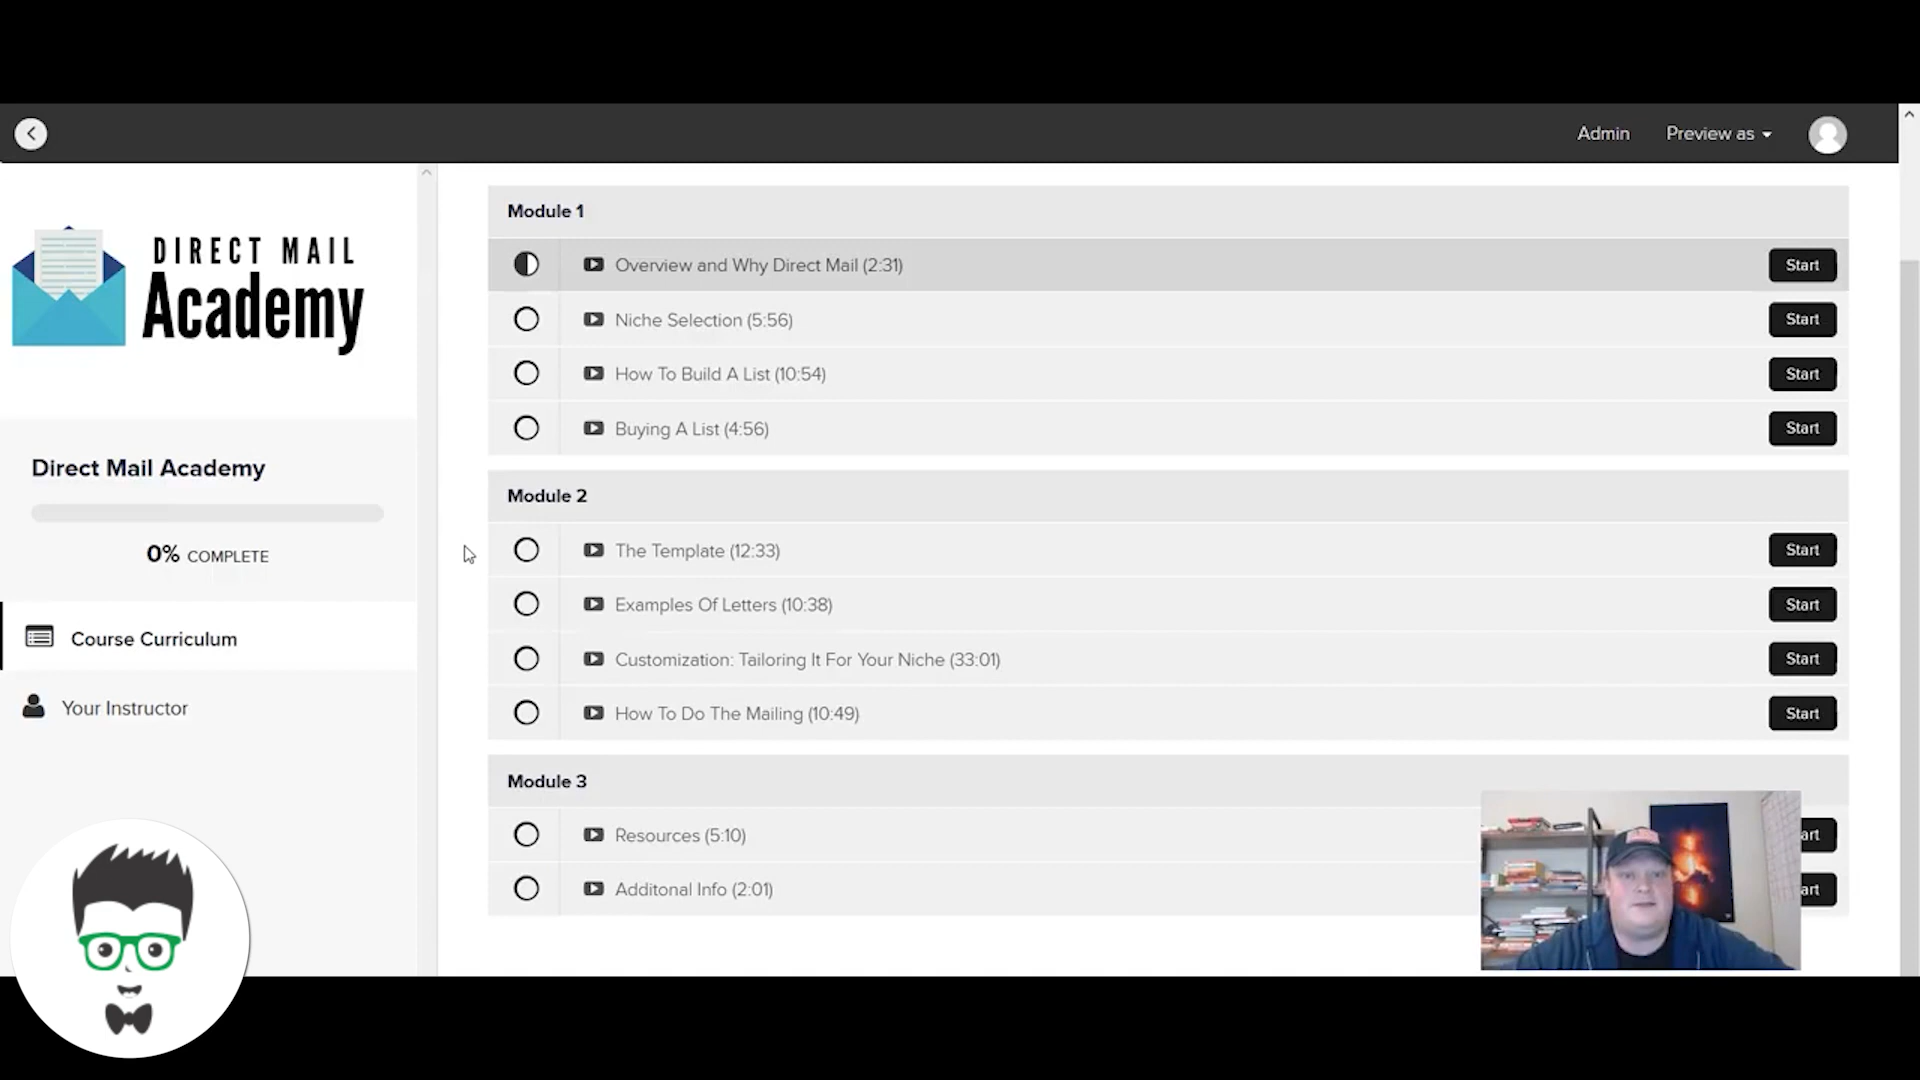 Admin
Preview as
DIRECT MAIL
Academy
Direct Mail Academy
0% COMPLETE
Course Curriculum
Your Instructor
Module 1
Overview and Why Direct Mail (2:31)
Start
Niche Selection (5:56)
Start
How To Build A List (10:54)
Start
Buying A List (4:56)
Start
Module 2
The Template (12:33)
Start
Examples Of Letters (10:38)
Start
Customization: Tailoring It For Your Niche (33:01)
Start
How To Do The Mailing (10:49)
Start
Module 3
Resources (5:10)
art
Additonal Info (2:01)
art